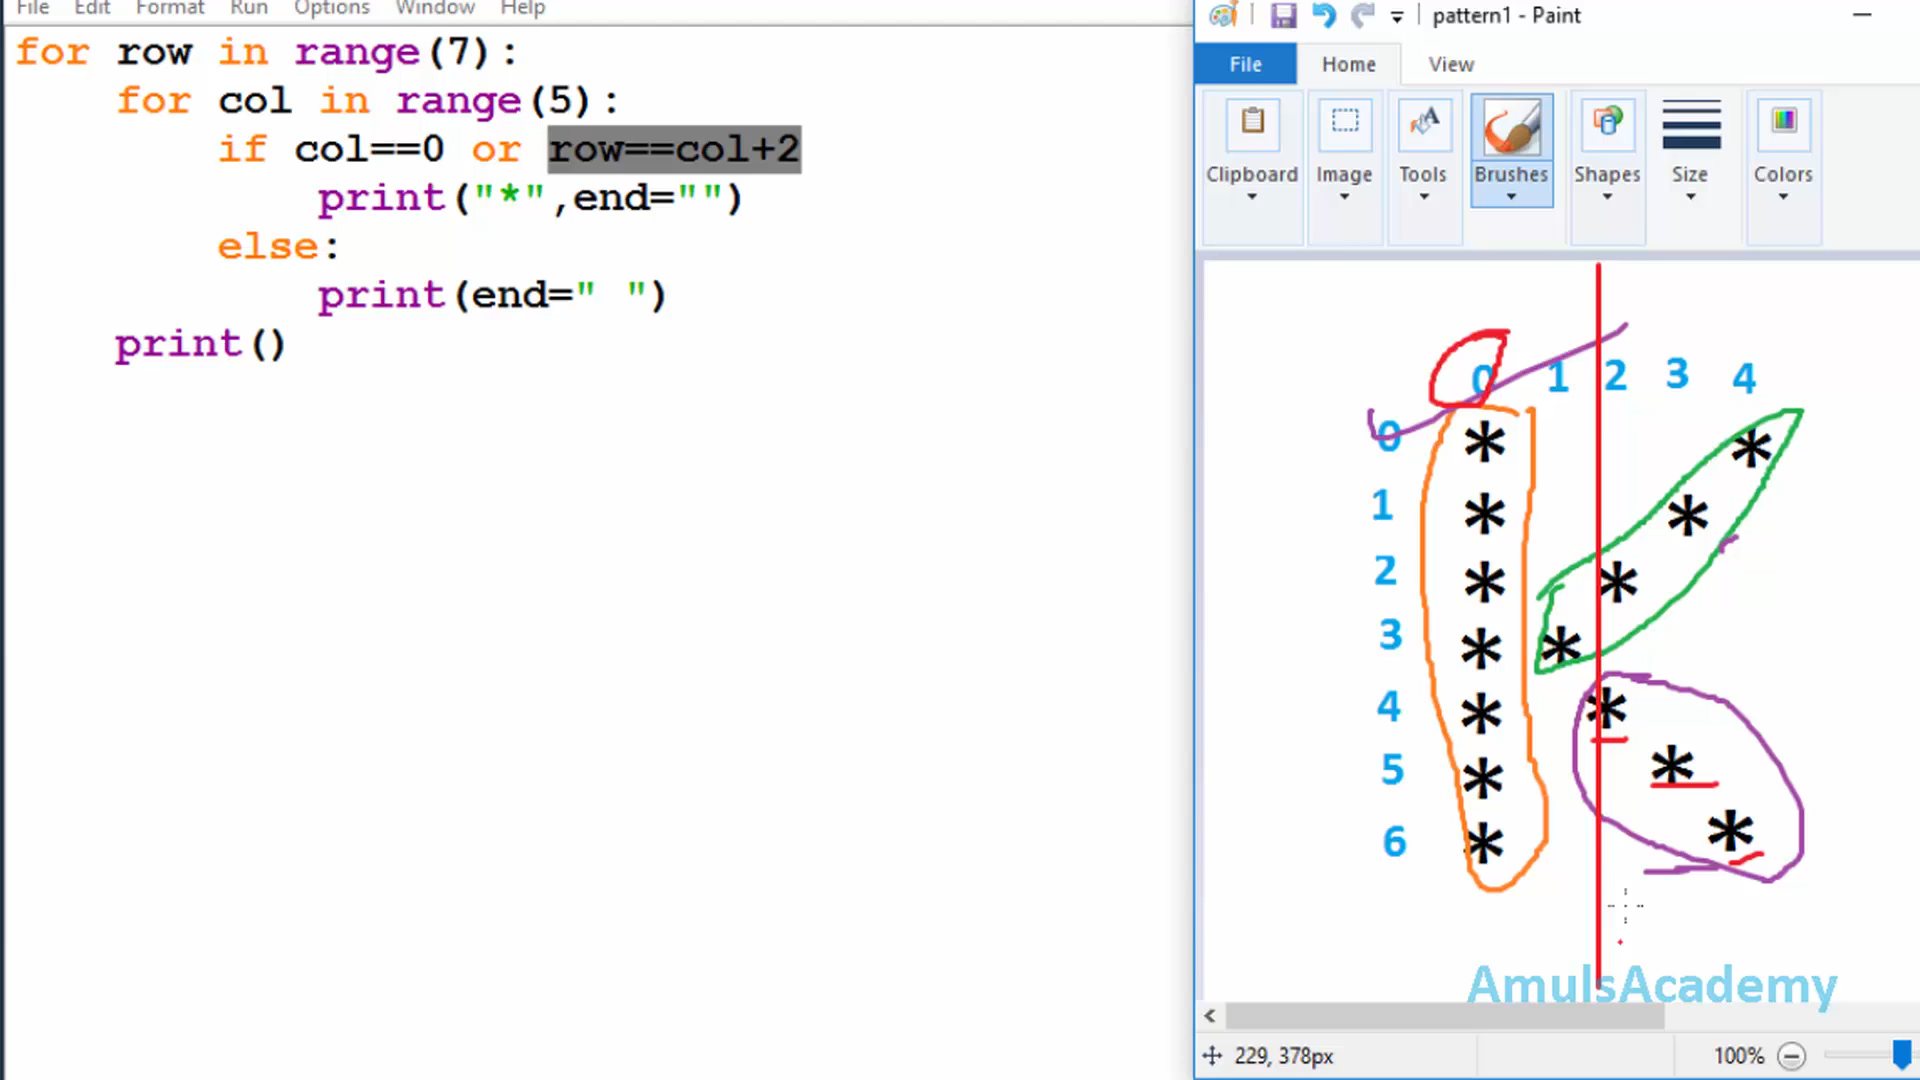 File Edit Format Run Options Window Help
for row in range(7):
for col in range(5):
if col==0 or row==col+2
print("*",end="")
else:
print(end=" ")
print()
pattern1 - Paint
File Home View
Clipboard Image Tools Brushes Shapes Size Colors
0 1 2 3 4
0 * *
1 * *
2 * *
3 * *
4 * *
5 * *
6 * *
AmulsAcademy
229, 378px
100%